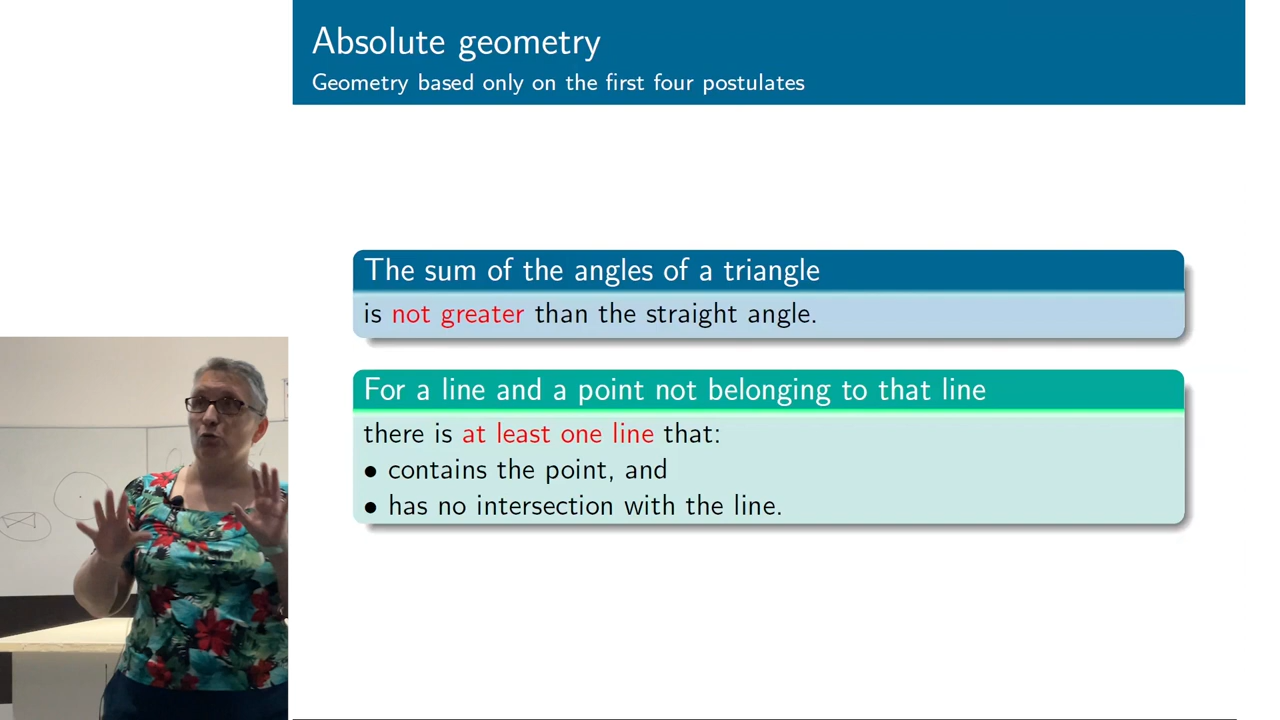 Absolute geometry
Geometry based only on the first four postulates
The sum of the angles of a triangle
is not greater than the straight angle.
For a line and a point not belonging to that line
there is at least one line that:
• contains the point, and
• has no intersection with the line.